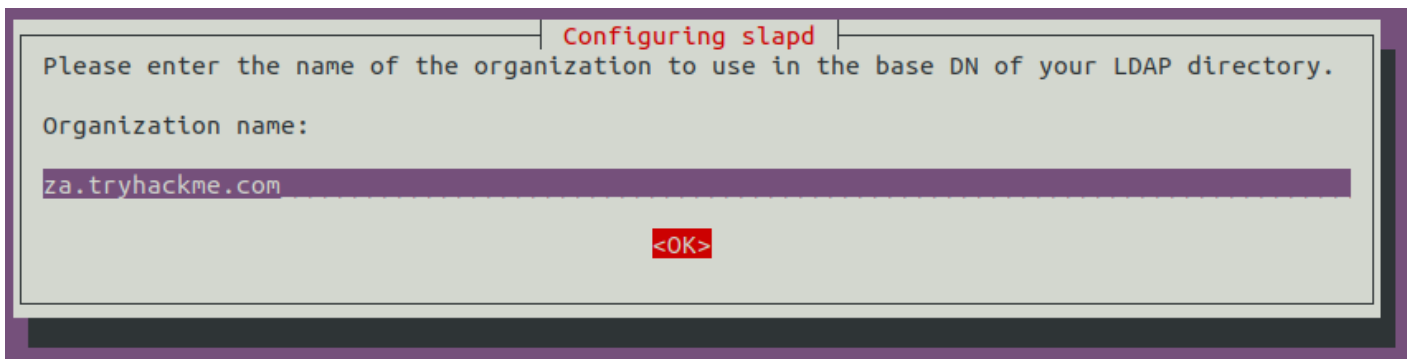 Configuring slapd
Please enter the name of the organization to use in the base DN of your LDAP directory.
Organization name:
za.tryhackme.com
<OK>